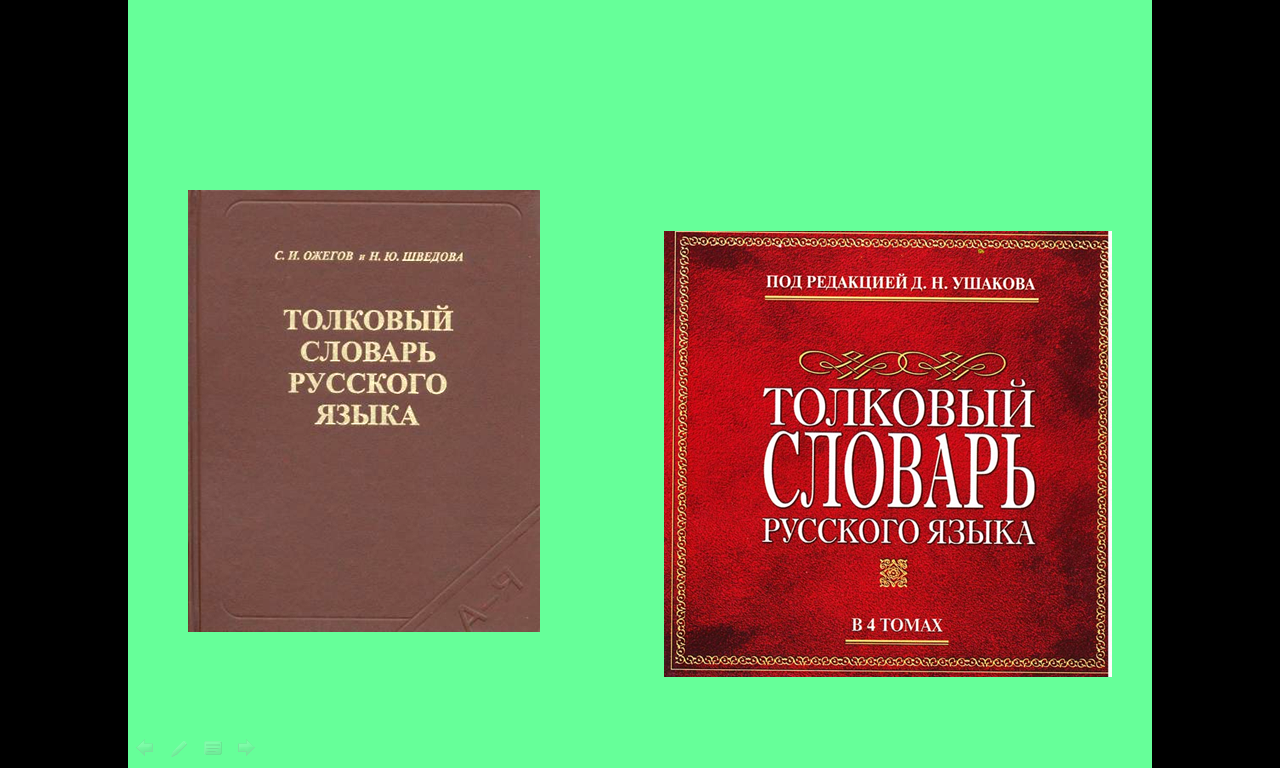 С. И. ОЖЕГОВ и Н. Ю. ШВЕДОВА
ТОЛКОВЫЙ
СЛОВАРЬ
РУССКОГО
ЯЗЫКА
А–Я
ПОД РЕДАКЦИЕЙ Д. Н. УШАКОВА
ТОЛКОВЫЙ
СЛОВАРЬ
РУССКОГО ЯЗЫКА
В 4 ТОМАХ